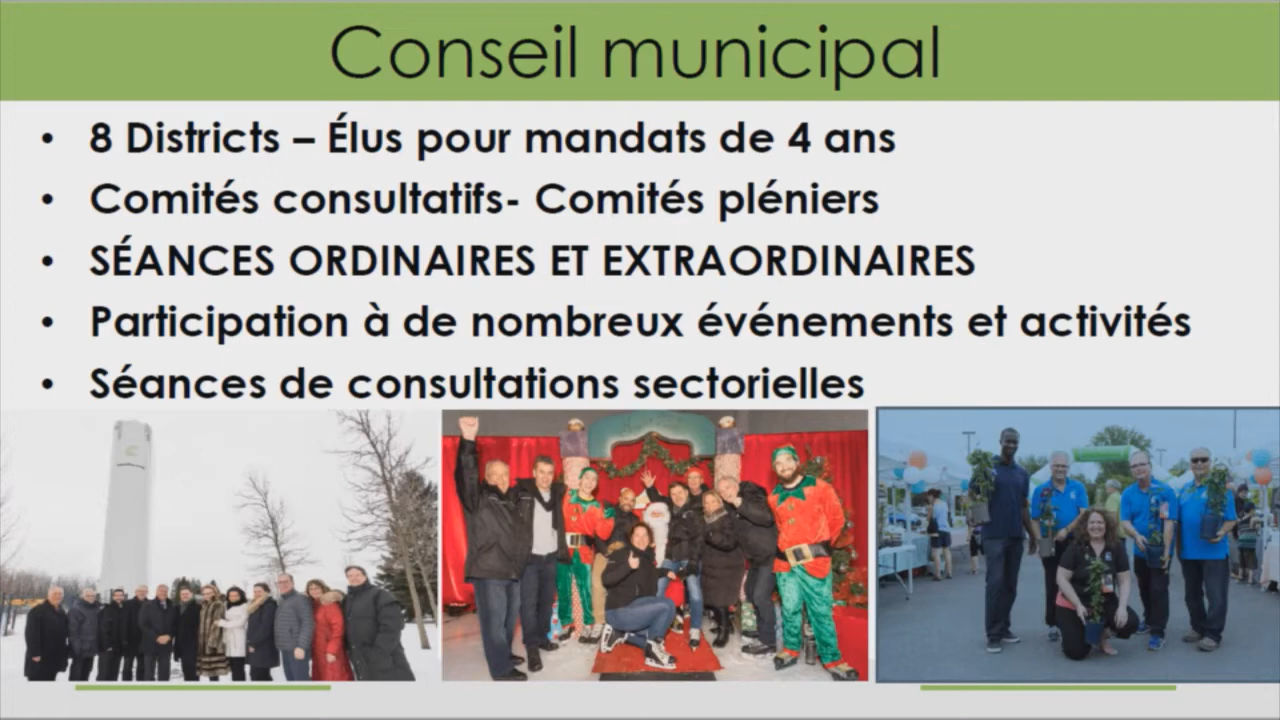 Conseil municipal
• 8 Districts – Élus pour mandats de 4 ans
• Comités consultatifs- Comités pléniers
• SÉANCES ORDINAIRES ET EXTRAORDINAIRES
• Participation à de nombreux événements et activités
• Séances de consultations sectorielles